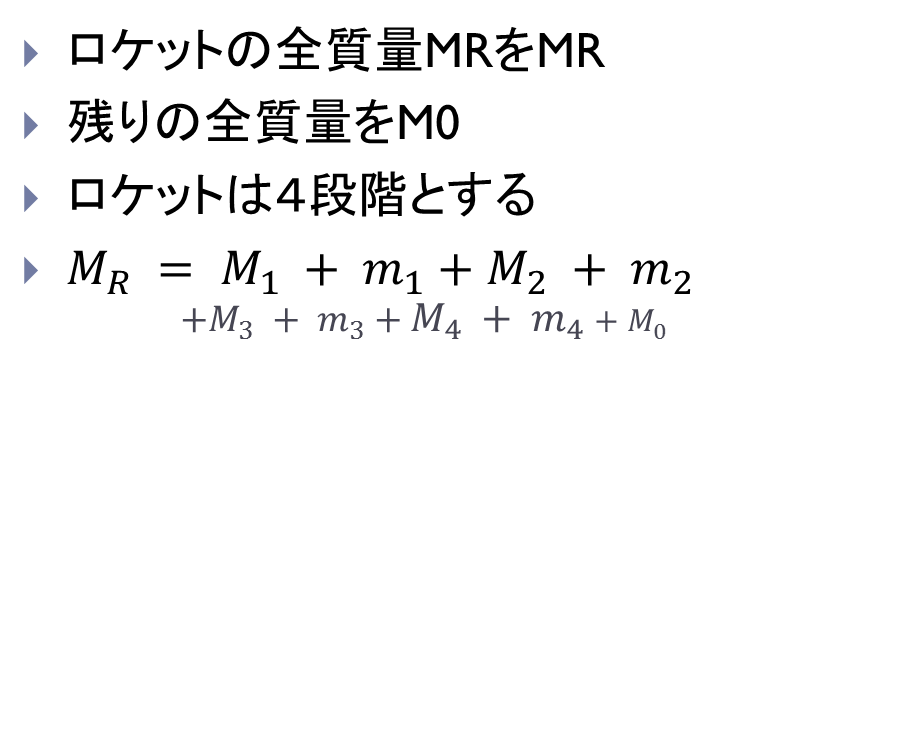 ロケットの全質量MRをMR
残りの全質量をM0
ロケットは４段階とする
M_R = M_1 + m_1 + M_2 + m_2
+M_3 + m_3 + M_4 + m_4 + M_0